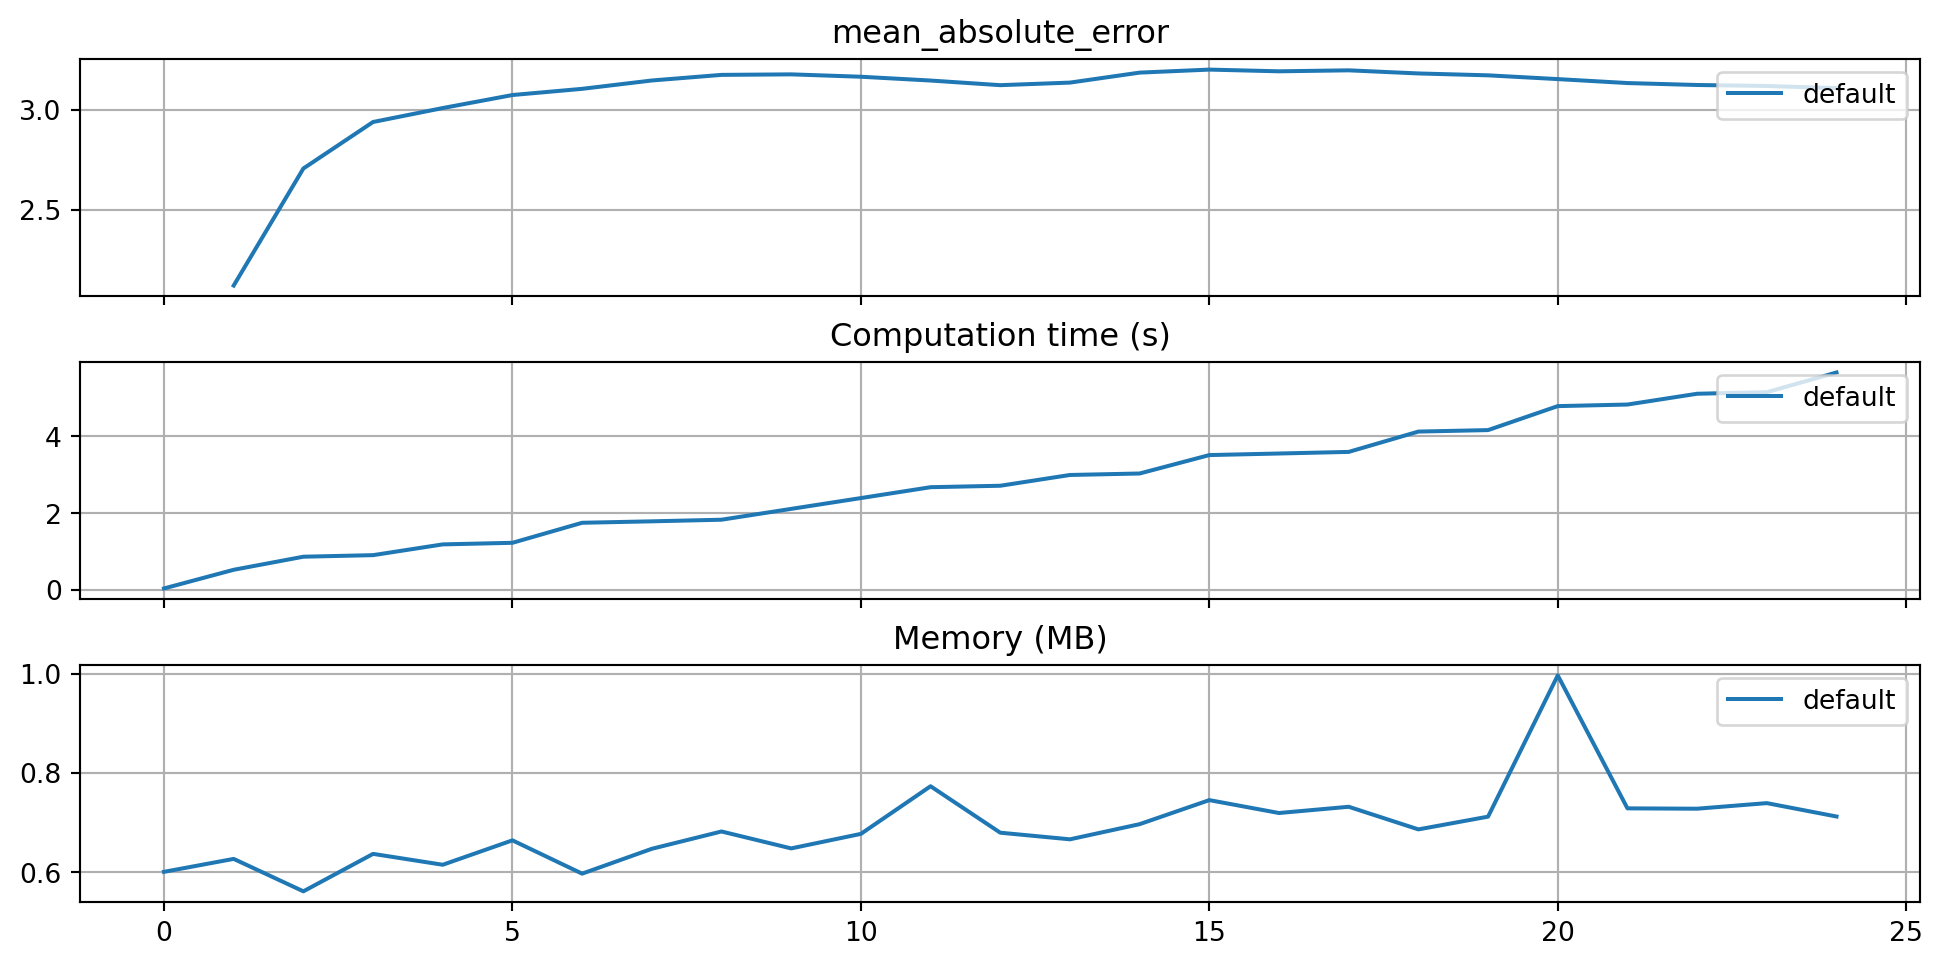 mean_absolute_error
3.0
2.5
default
Computation time (s)
4
2
0
default
Memory (MB)
1.0
0.8
0.6
default
0 5 10 15 20 25